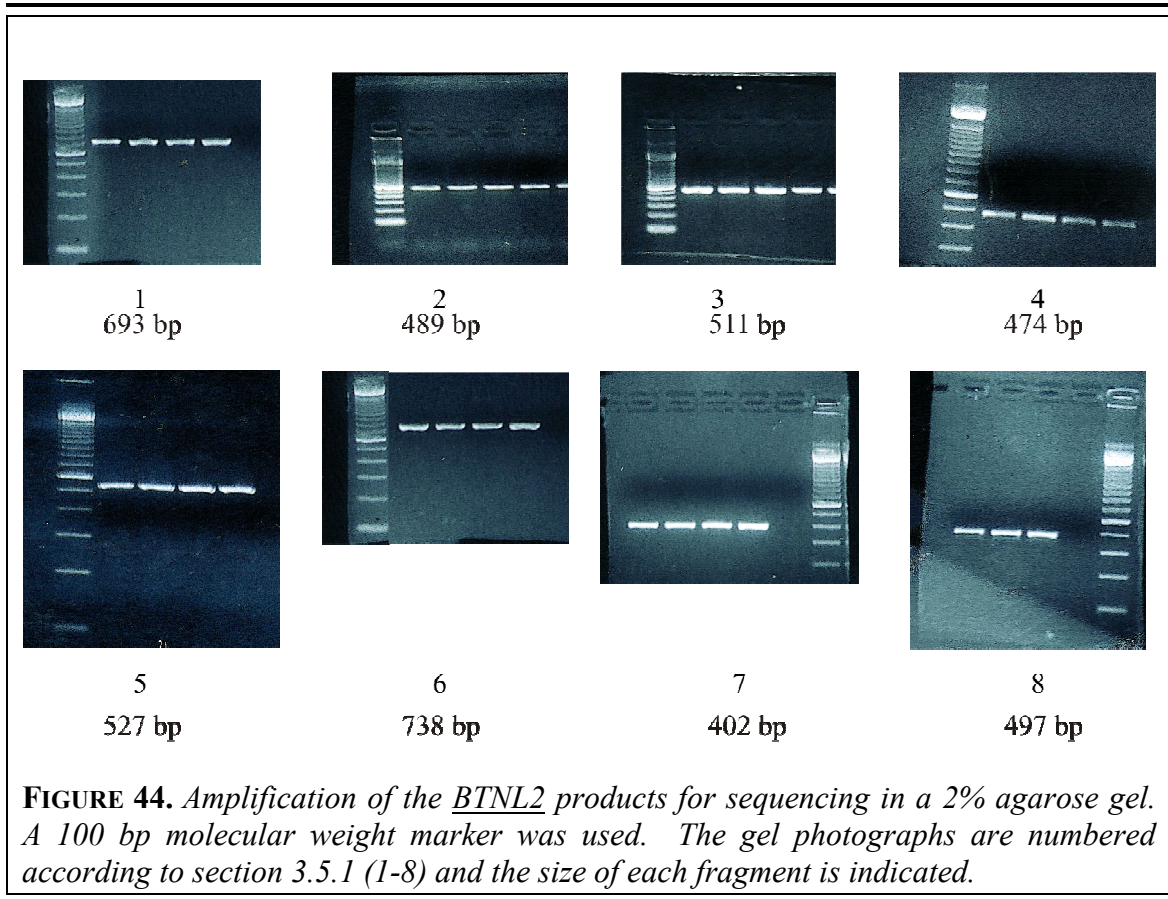 1
693 bp
2
489 bp
3
511 bp
4
474 bp
5
527 bp
6
738 bp
7
402 bp
8
497 bp
FIGURE 44. Amplification of the BTNL2 products for sequencing in a 2% agarose gel.
A 100 bp molecular weight marker was used. The gel photographs are numbered
according to section 3.5.1 (1-8) and the size of each fragment is indicated.